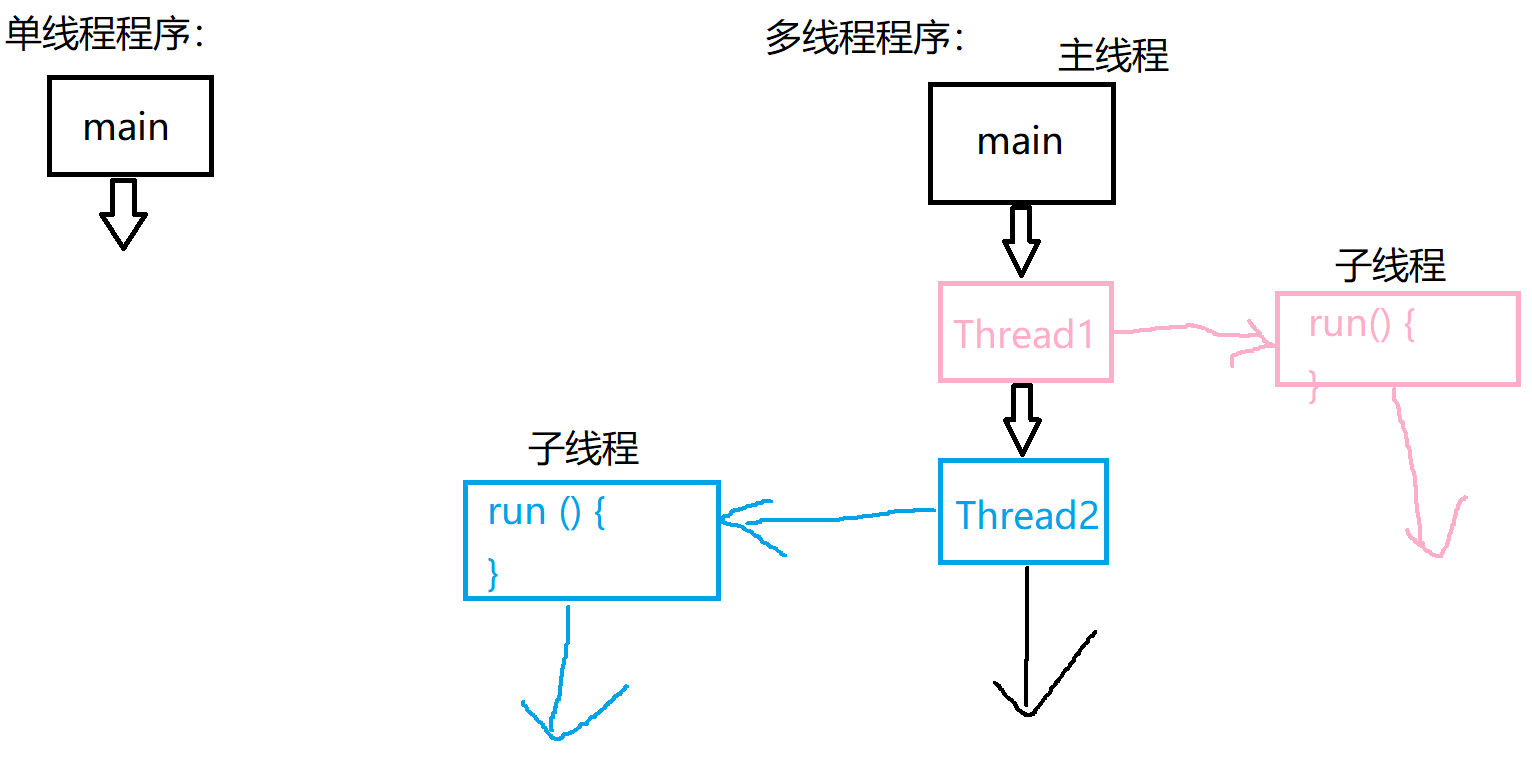 单线程程序：
main
多线程程序：
主线程
main
子线程
Thread1
run() {
}
子线程
run () {
}
Thread2